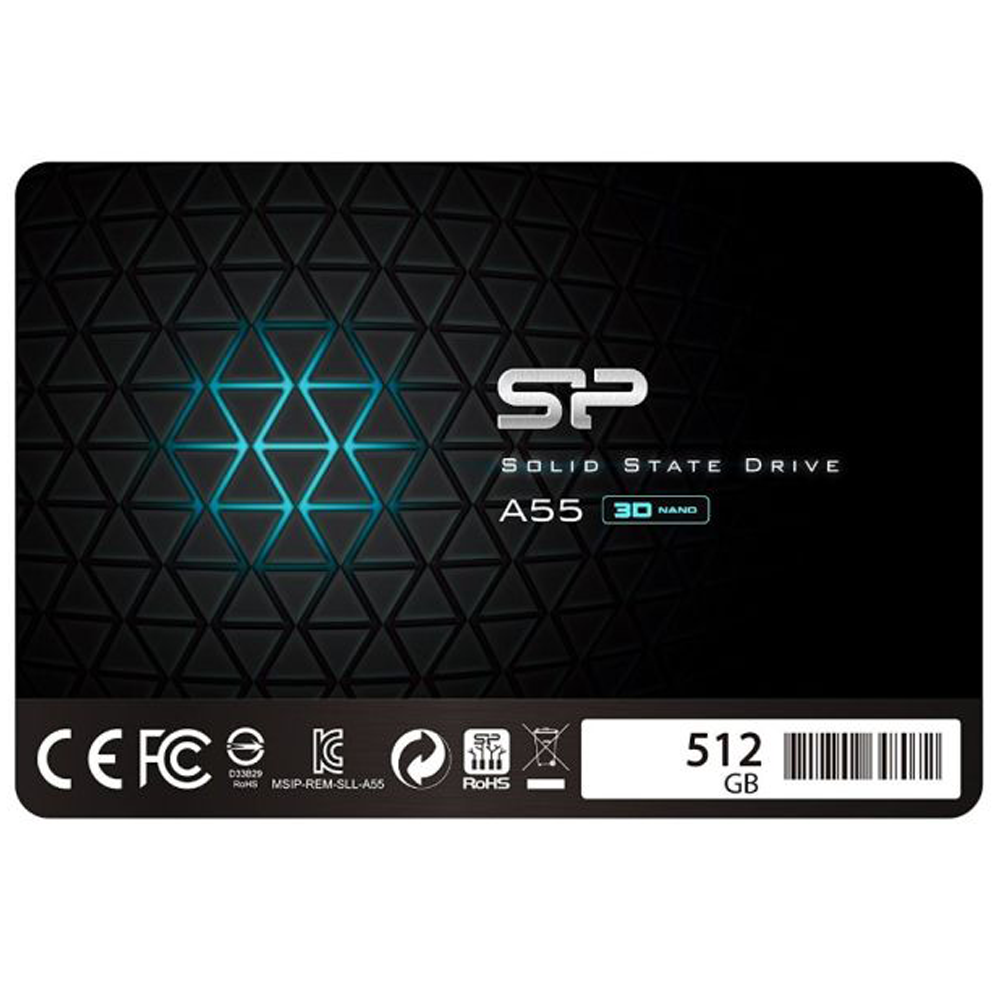 SP
SOLID STATE DRIVE
A55 3D NANO
CE FC D33B29 RoHS
MSIP-REM-SLL-A55
SP RoHS
512
GB